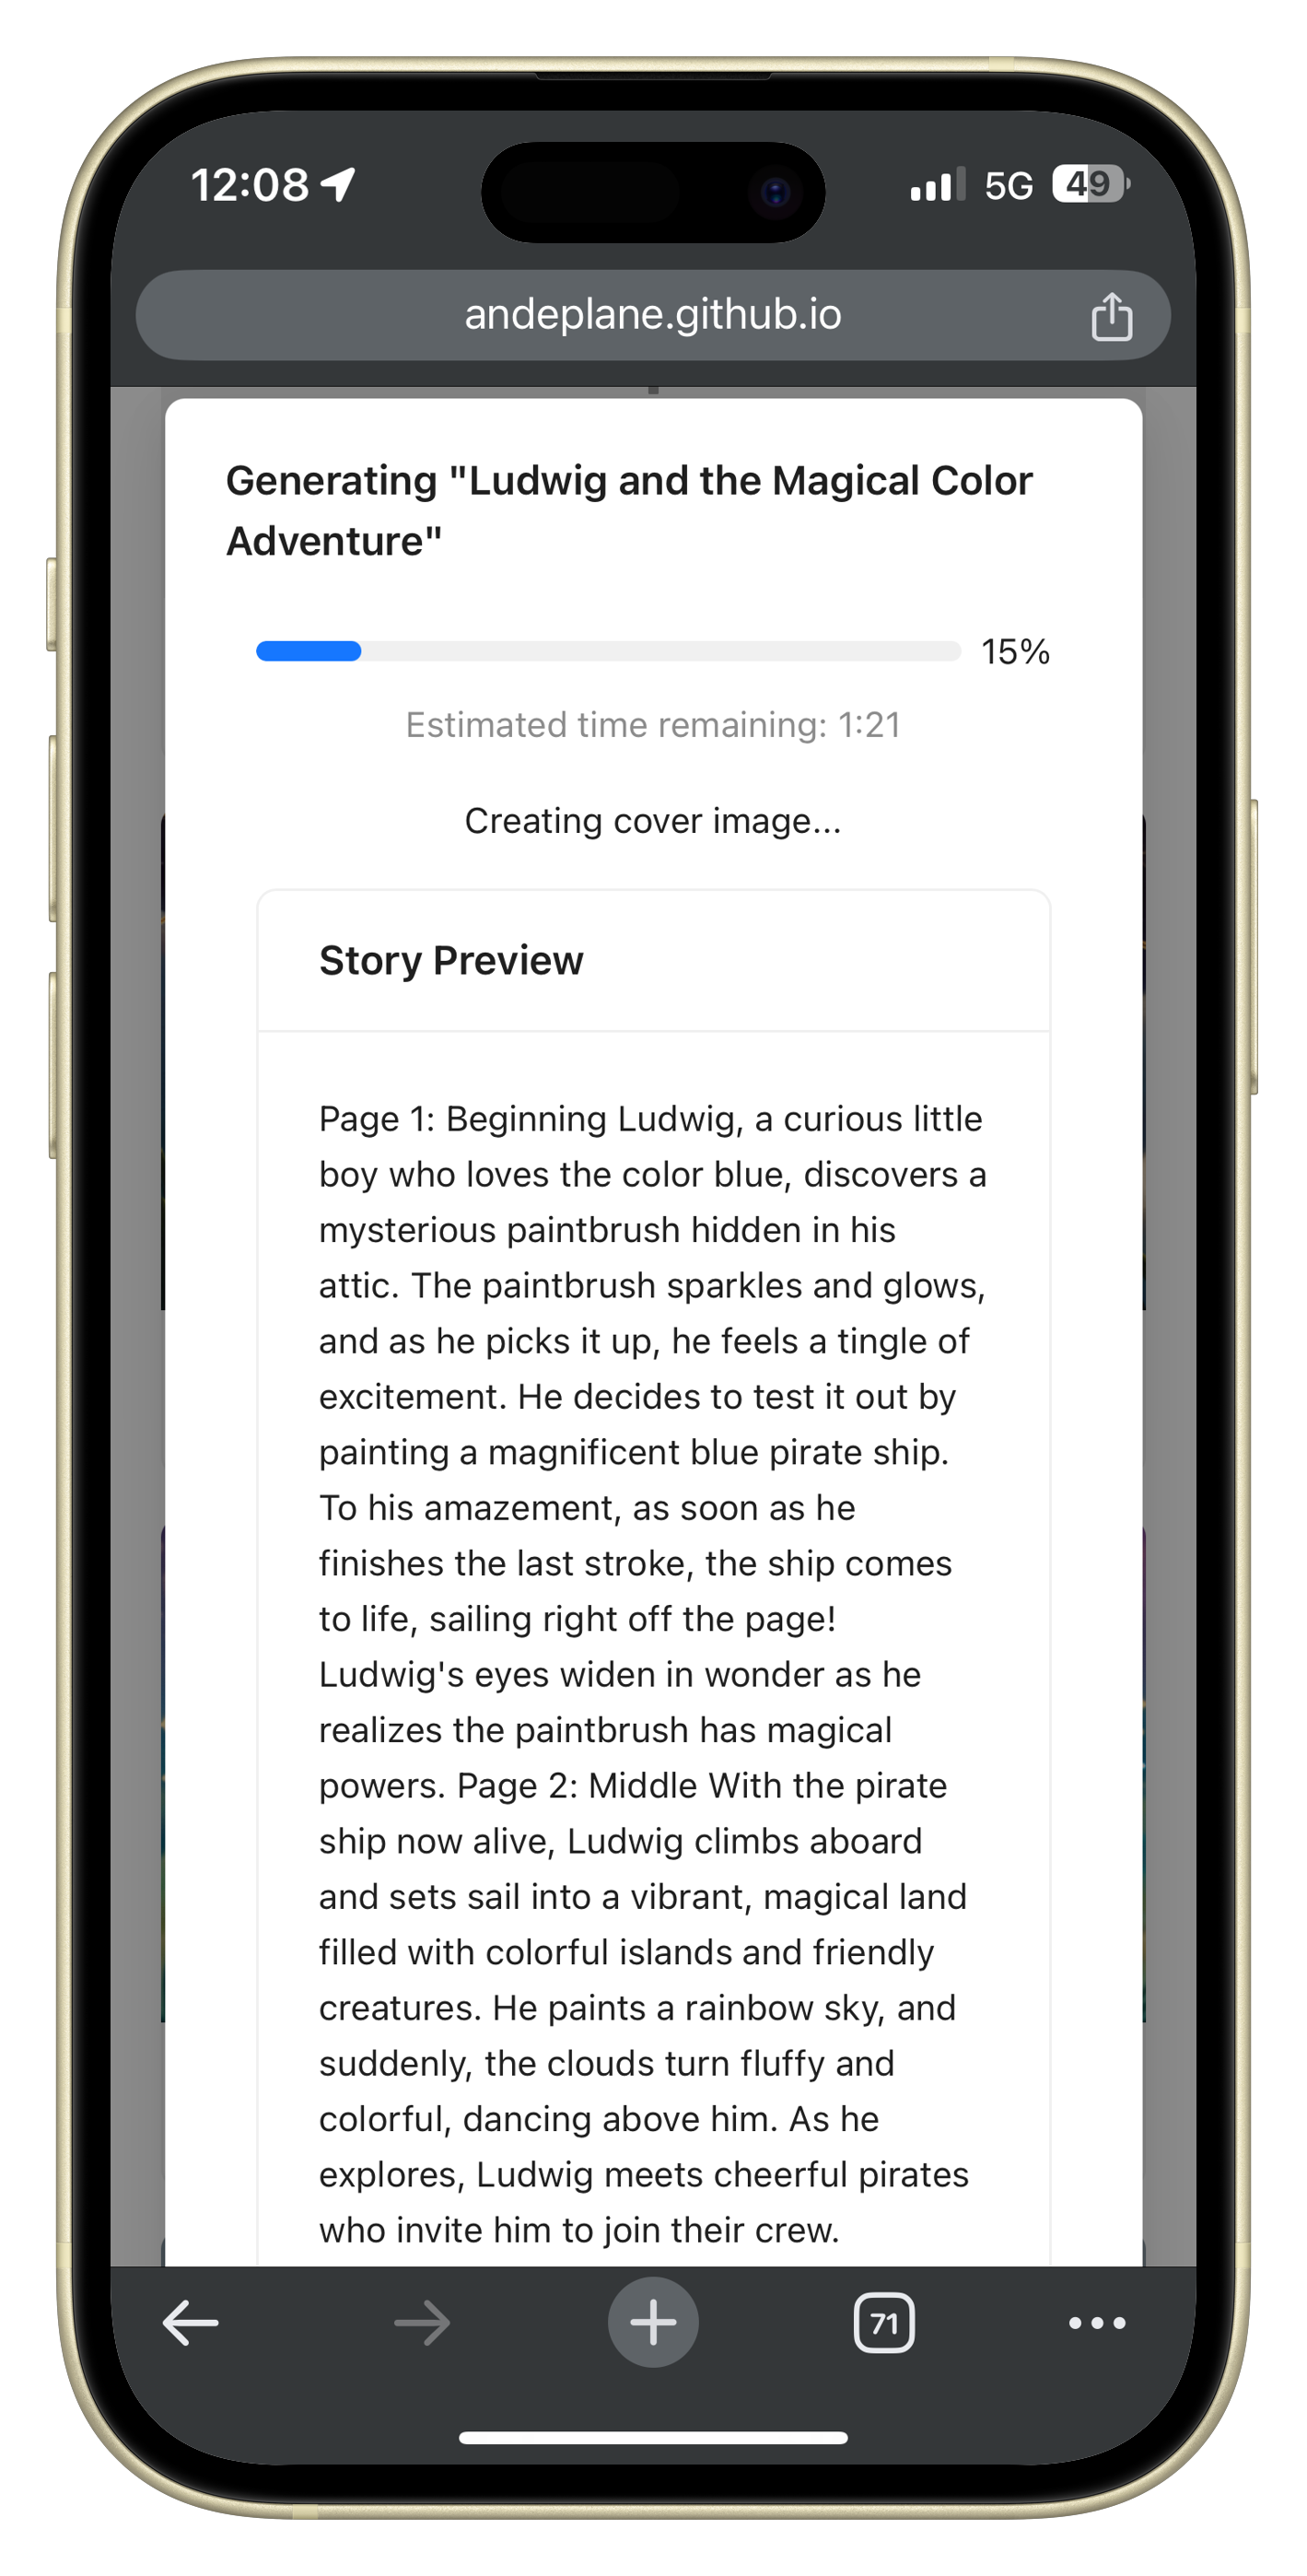 12:08
5G 49
andeplane.github.io
Generating "Ludwig and the Magical Color
Adventure"
15%
Estimated time remaining: 1:21
Creating cover image...
Story Preview
Page 1: Beginning Ludwig, a curious little
boy who loves the color blue, discovers a
mysterious paintbrush hidden in his
attic. The paintbrush sparkles and glows,
and as he picks it up, he feels a tingle of
excitement. He decides to test it out by
painting a magnificent blue pirate ship.
To his amazement, as soon as he
finishes the last stroke, the ship comes
to life, sailing right off the page!
Ludwig's eyes widen in wonder as he
realizes the paintbrush has magical
powers. Page 2: Middle With the pirate
ship now alive, Ludwig climbs aboard
and sets sail into a vibrant, magical land
filled with colorful islands and friendly
creatures. He paints a rainbow sky, and
suddenly, the clouds turn fluffy and
colorful, dancing above him. As he
explores, Ludwig meets cheerful pirates
who invite him to join their crew.
71